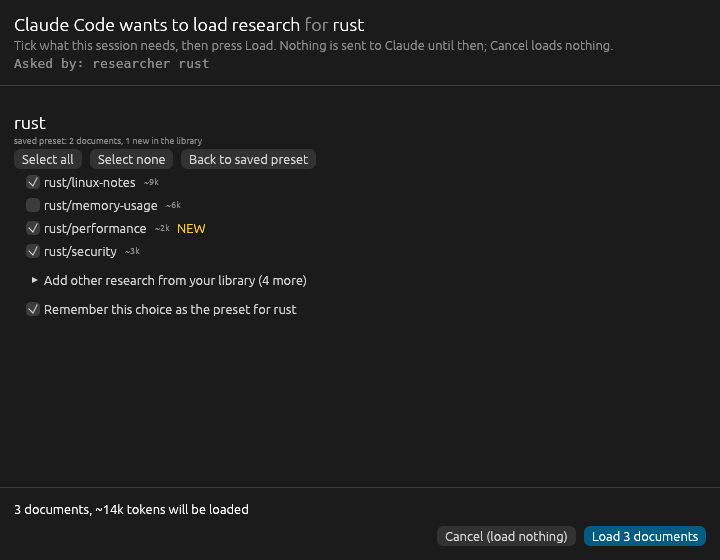 Claude Code wants to load research for rust
Tick what this session needs, then press Load. Nothing is sent to Claude until then; Cancel loads nothing.
Asked by: researcher rust
rust
saved preset: 2 documents, 1 new in the library
Select all Select none Back to saved preset
rust/linux-notes ~9k
rust/memory-usage ~6k
rust/performance ~2k NEW
rust/security ~3k
Add other research from your library (4 more)
Remember this choice as the preset for rust
3 documents, ~14k tokens will be loaded
Cancel (load nothing) Load 3 documents